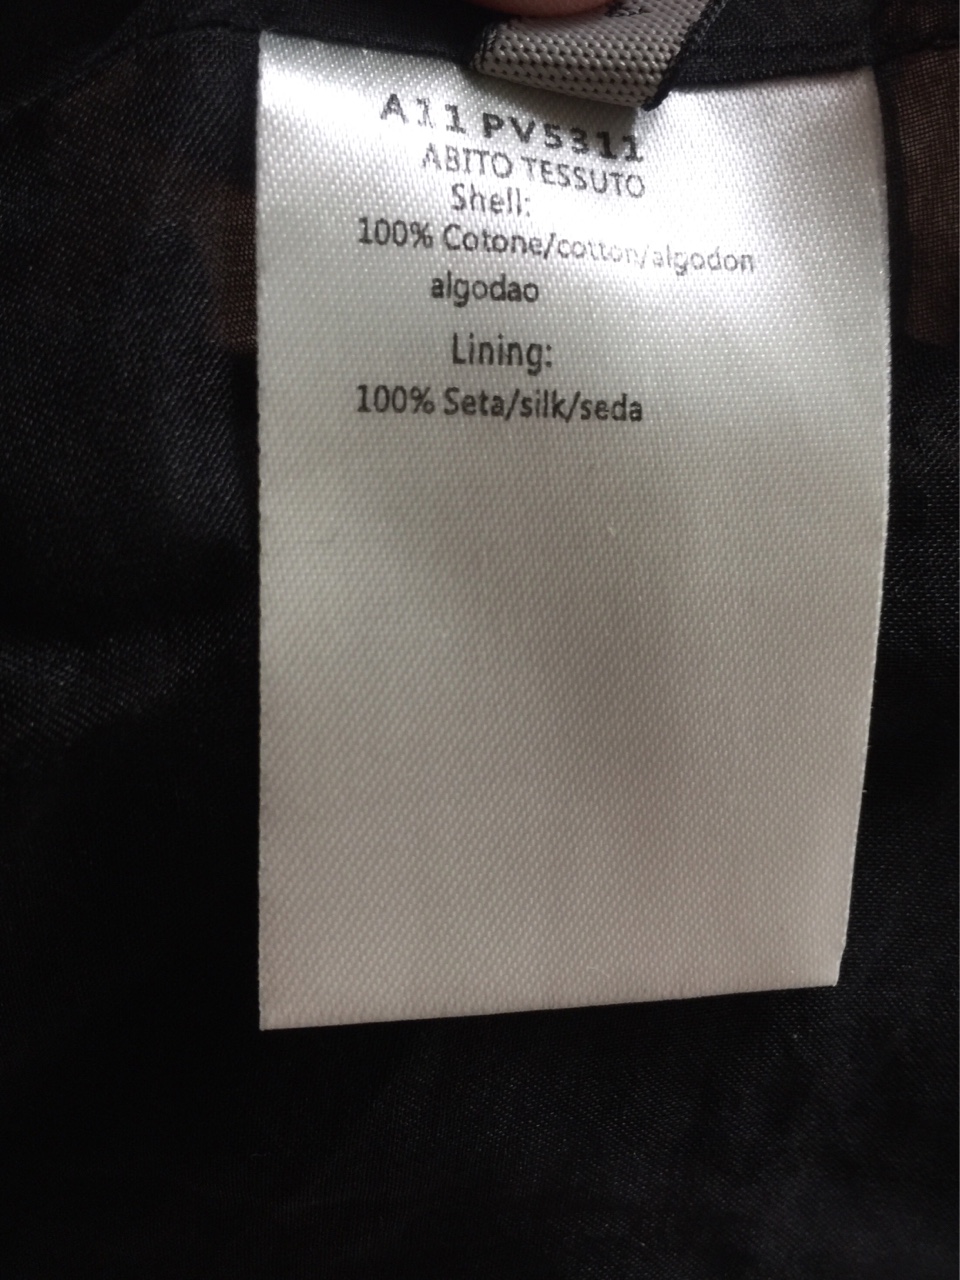 A11 PV5311
ABITO TESSUTO
Shell:
100% Cotone/cotton/algodon
algodao
Lining:
100% Seta/silk/seda